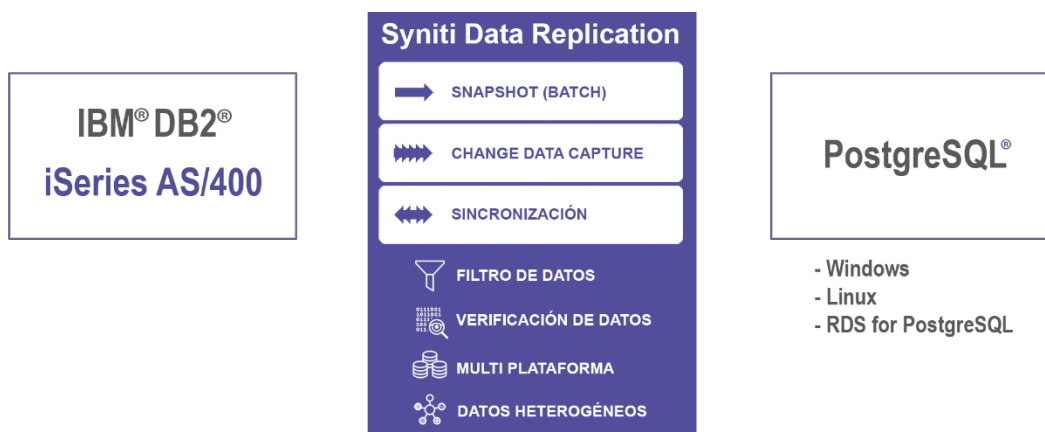 IBM® DB2®
iSeries AS/400
Syniti Data Replication
SNAPSHOT (BATCH)
CHANGE DATA CAPTURE
SINCRONIZACIÓN
FILTRO DE DATOS
VERIFICACIÓN DE DATOS
MULTI PLATAFORMA
DATOS HETEROGÉNEOS
PostgreSQL®
- Windows
- Linux
- RDS for PostgreSQL